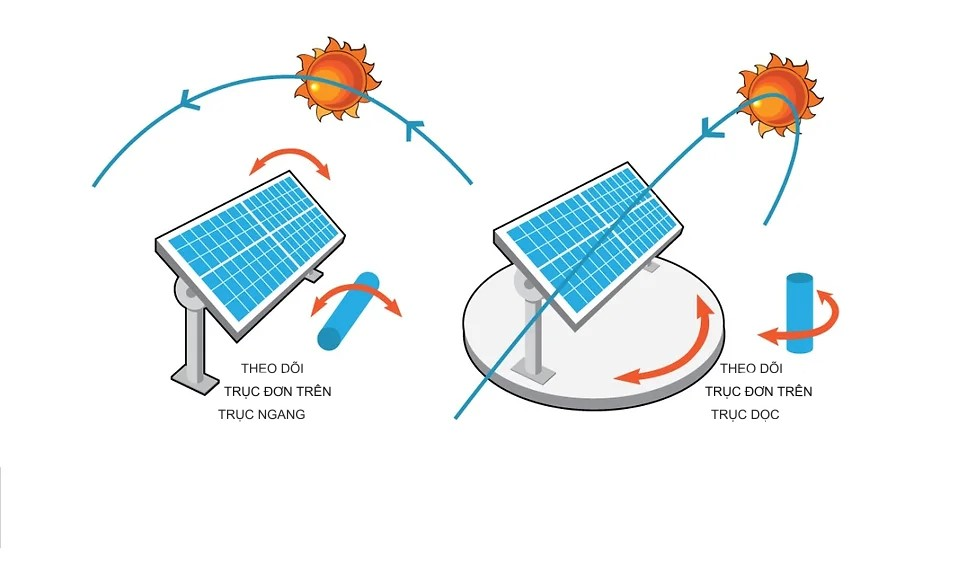 THEO DÕI
TRỤC ĐƠN TRÊN
TRỤC NGANG
THEO DÕI
TRỤC ĐƠN TRÊN
TRỤC DỌC